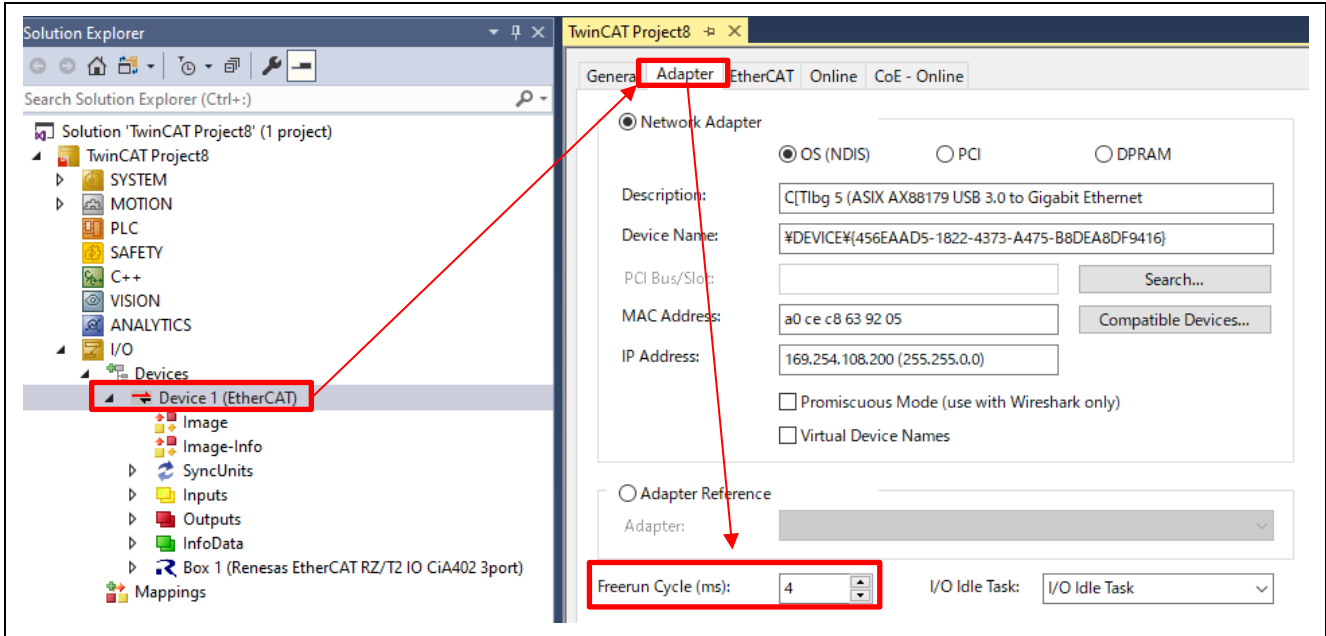 Solution Explorer
Search Solution Explorer (Ctrl+:)
Solution 'TwinCAT Project8' (1 project)
TwinCAT Project8
SYSTEM
MOTION
PLC
SAFETY
C++
VISION
ANALYTICS
I/O
Devices
Device 1 (EtherCAT)
Image
Image-Info
SyncUnits
Inputs
Outputs
InfoData
Box 1 (Renesas EtherCAT RZ/T2 IO CiA402 3port)
Mappings
TwinCAT Project8
General Adapter EtherCAT Online CoE - Online
Network Adapter
OS (NDIS) PCI DPRAM
Description: C[TIbg 5 (ASIX AX88179 USB 3.0 to Gigabit Ethernet
Device Name: ¥DEVICE¥{456EAAD5-1822-4373-A475-B8DEA8DF9416}
PCI Bus/Slot: Search...
MAC Address: a0 ce c8 63 92 05 Compatible Devices...
IP Address: 169.254.108.200 (255.255.0.0)
Promiscuous Mode (use with Wireshark only)
Virtual Device Names
Adapter Reference
Adapter:
Freerun Cycle (ms): 4 I/O Idle Task: I/O Idle Task